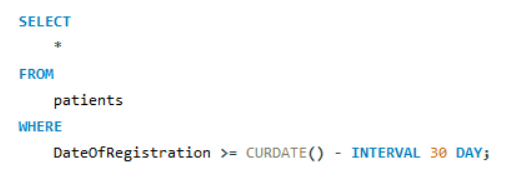 SELECT
*
FROM
patients
WHERE
DateOfRegistration >= CURDATE() - INTERVAL 30 DAY;